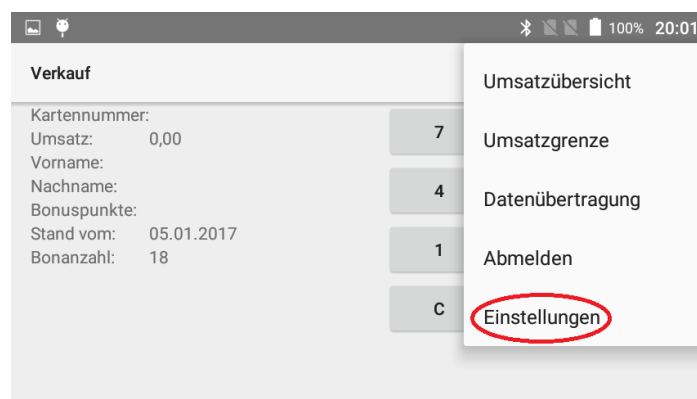 100% 20:01
Verkauf
Kartennummer:
Umsatz: 0,00
Vorname:
Nachname:
Bonuspunkte:
Stand vom: 05.01.2017
Bonanzahl: 18
7
4
1
C
Umsatzübersicht
Umsatzgrenze
Datenübertragung
Abmelden
Einstellungen